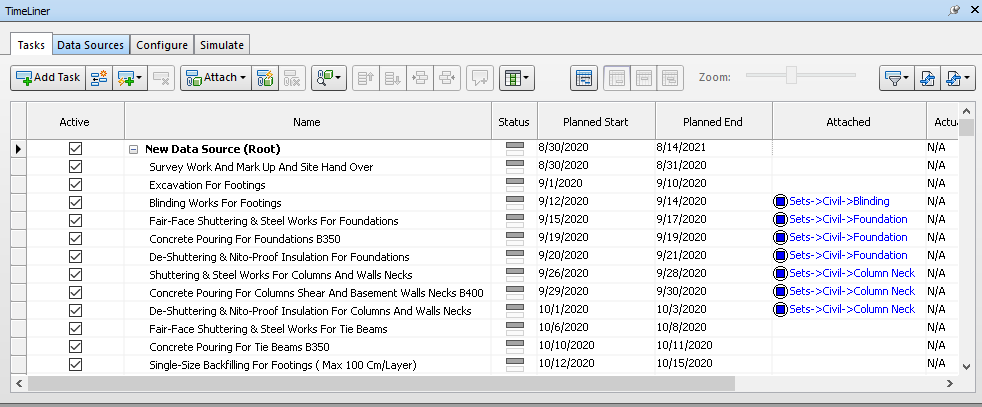 TimeLiner
Tasks Data Sources Configure Simulate
Add Task Attach Zoom:
Active Name Status Planned Start Planned End Attached Actu
New Data Source (Root) 8/30/2020 8/14/2021 N/A
Survey Work And Mark Up And Site Hand Over 8/30/2020 8/31/2020 N/A
Excavation For Footings 9/1/2020 9/10/2020 N/A
Blinding Works For Footings 9/12/2020 9/14/2020 Sets->Civil->Blinding N/A
Fair-Face Shuttering & Steel Works For Foundations 9/15/2020 9/17/2020 Sets->Civil->Foundation N/A
Concrete Pouring For Foundations B350 9/19/2020 9/19/2020 Sets->Civil->Foundation N/A
De-Shuttering & Nito-Proof Insulation For Foundations 9/20/2020 9/21/2020 Sets->Civil->Foundation N/A
Shuttering & Steel Works For Columns And Walls Necks 9/26/2020 9/28/2020 Sets->Civil->Column Neck N/A
Concrete Pouring For Columns Shear And Basement Walls Necks B400 9/29/2020 9/30/2020 Sets->Civil->Column Neck N/A
De-Shuttering & Nito-Proof Insulation For Columns And Walls Necks 10/1/2020 10/3/2020 Sets->Civil->Column Neck N/A
Fair-Face Shuttering & Steel Works For Tie Beams 10/6/2020 10/8/2020 N/A
Concrete Pouring For Tie Beams B350 10/10/2020 10/11/2020 N/A
Single-Size Backfilling For Footings ( Max 100 Cm/Layer) 10/12/2020 10/15/2020 N/A